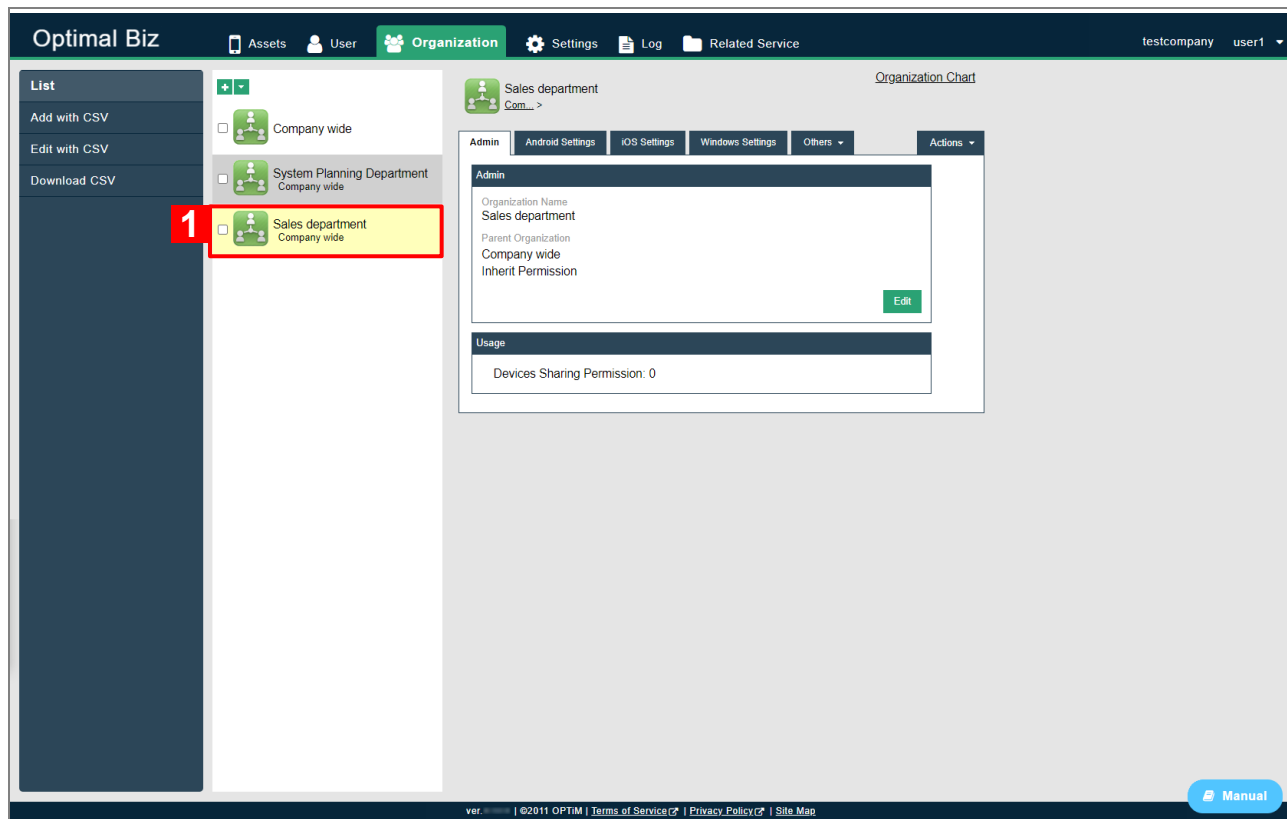 Optimal Biz
Assets
User
Organization
Settings
Log
Related Service
testcompany
user1
List
Add with CSV
Edit with CSV
Download CSV
Company wide
System Planning Department
Company wide
1
Sales department
Company wide
Sales department
Com... >
Organization Chart
Admin
Android Settings
iOS Settings
Windows Settings
Others
Actions
Admin
Organization Name
Sales department
Parent Organization
Company wide
Inherit Permission
Edit
Usage
Devices Sharing Permission: 0
Manual
ver. | ©2011 OPTiM | Terms of Service | Privacy Policy | Site Map